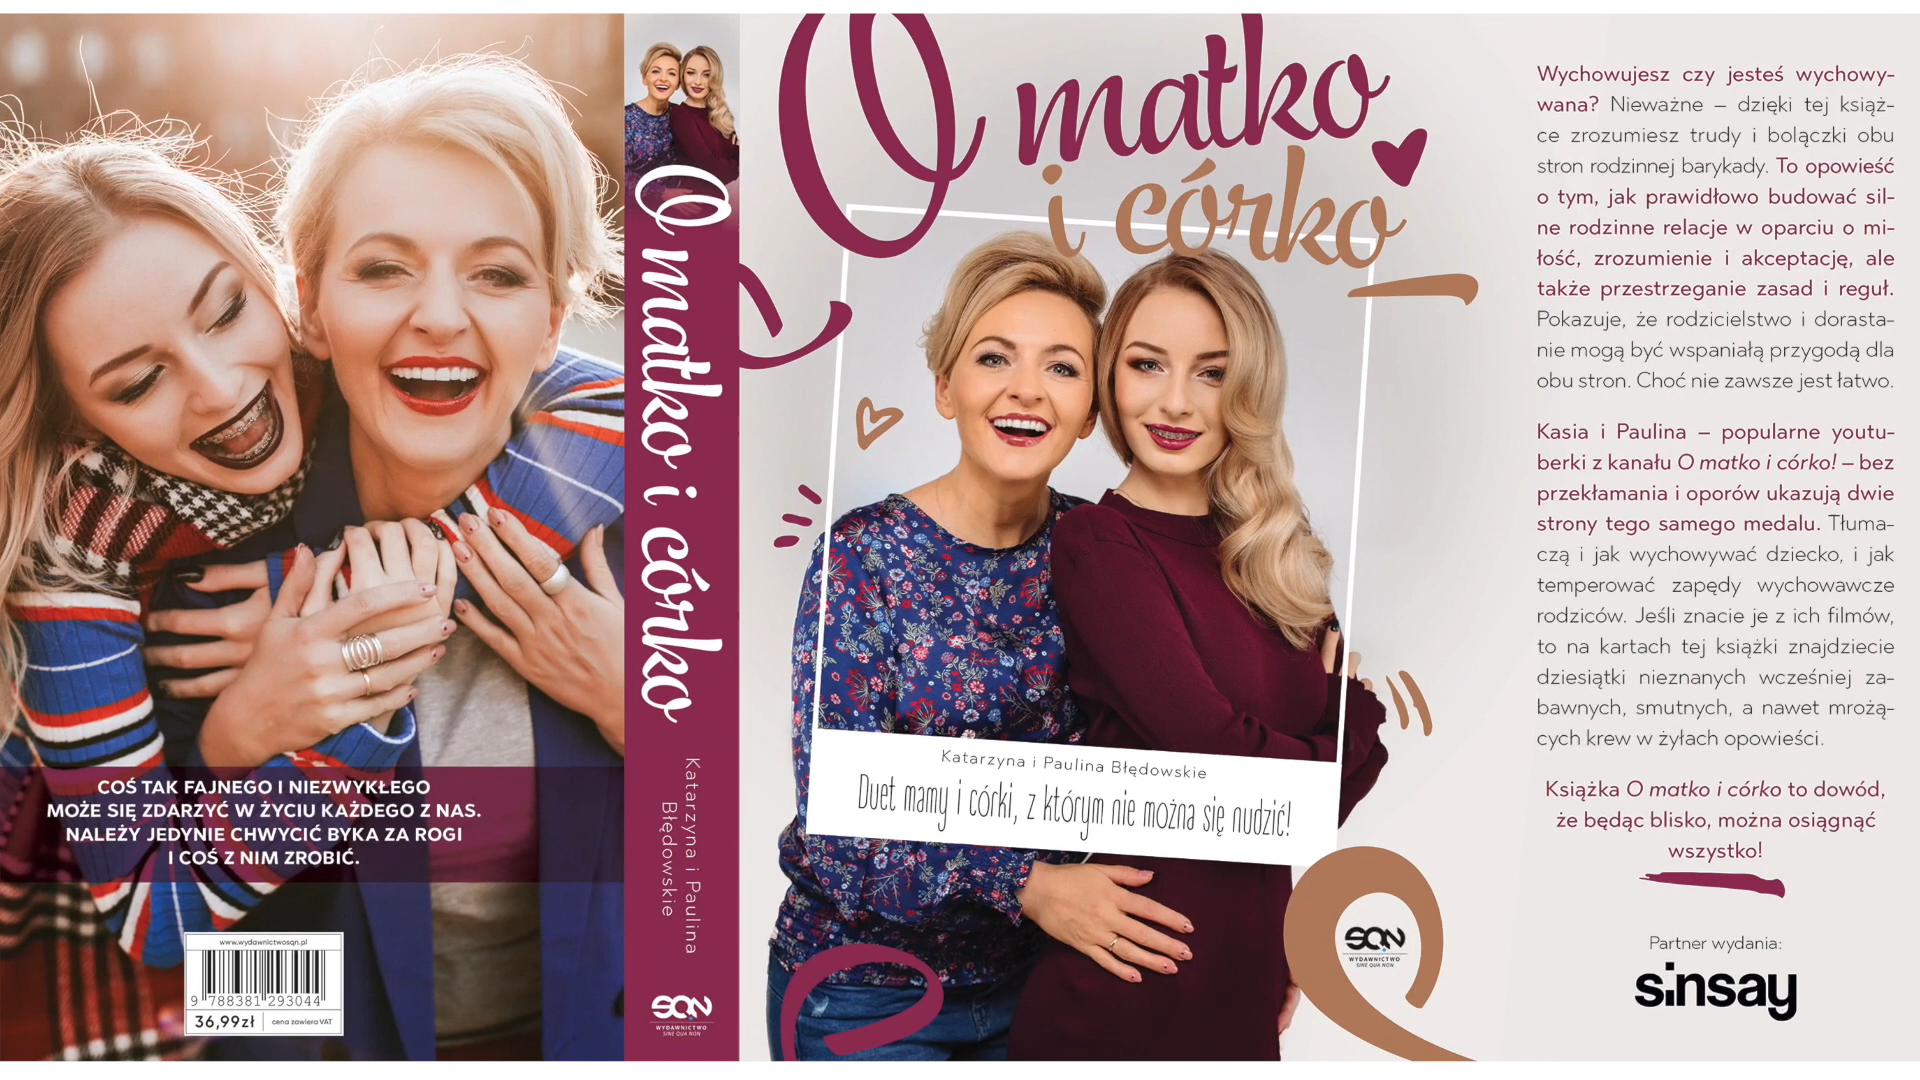 COŚ TAK FAJNEGO I NIEZWYKŁEGO
MOŻE SIĘ ZDARZYĆ W ŻYCIU KAŻDEGO Z NAS.
NALEŻY JEDYNIE CHWYCIĆ BYKA ZA ROGI
I COŚ Z NIM ZROBIĆ.
www.wydawnictwosqn.pl
9 788381 293044
36,99zł
cena zawiera VAT
O matko i córko
Katarzyna i Paulina
Błędowskie
SQN
WYDAWNICTWO
SINE QUA NON
O matko
i córko
Katarzyna i Paulina Błędowskie
Duet mamy i córki, z którym nie można się nudzić!
SQN
WYDAWNICTWO
SINE QUA NON
Wychowujesz czy jesteś wychowy-
wana? Nieważne – dzięki tej książ-
ce zrozumiesz trudy i bolączki obu
stron rodzinnej barykady. To opowieść
o tym, jak prawidłowo budować sil-
ne rodzinne relacje w oparciu o mi-
łość, zrozumienie i akceptację, ale
także przestrzeganie zasad i reguł.
Pokazuje, że rodzicielstwo i dorasta-
nie mogą być wspaniałą przygodą dla
obu stron. Choć nie zawsze jest łatwo.
Kasia i Paulina – popularne youtu-
berki z kanału O matko i córko! – bez
przekłamania i oporów ukazują dwie
strony tego samego medalu. Tłuma-
czą i jak wychowywać dziecko, i jak
temperować zapędy wychowawcze
rodziców. Jeśli znacie je z ich filmów,
to na kartach tej książki znajdziecie
dziesiątki nieznanych wcześniej za-
bawnych, smutnych, a nawet mrożą-
cych krew w żyłach opowieści.
Książka O matko i córko to dowód,
że będąc blisko, można osiągnąć
wszystko!
Partner wydania:
sinsay